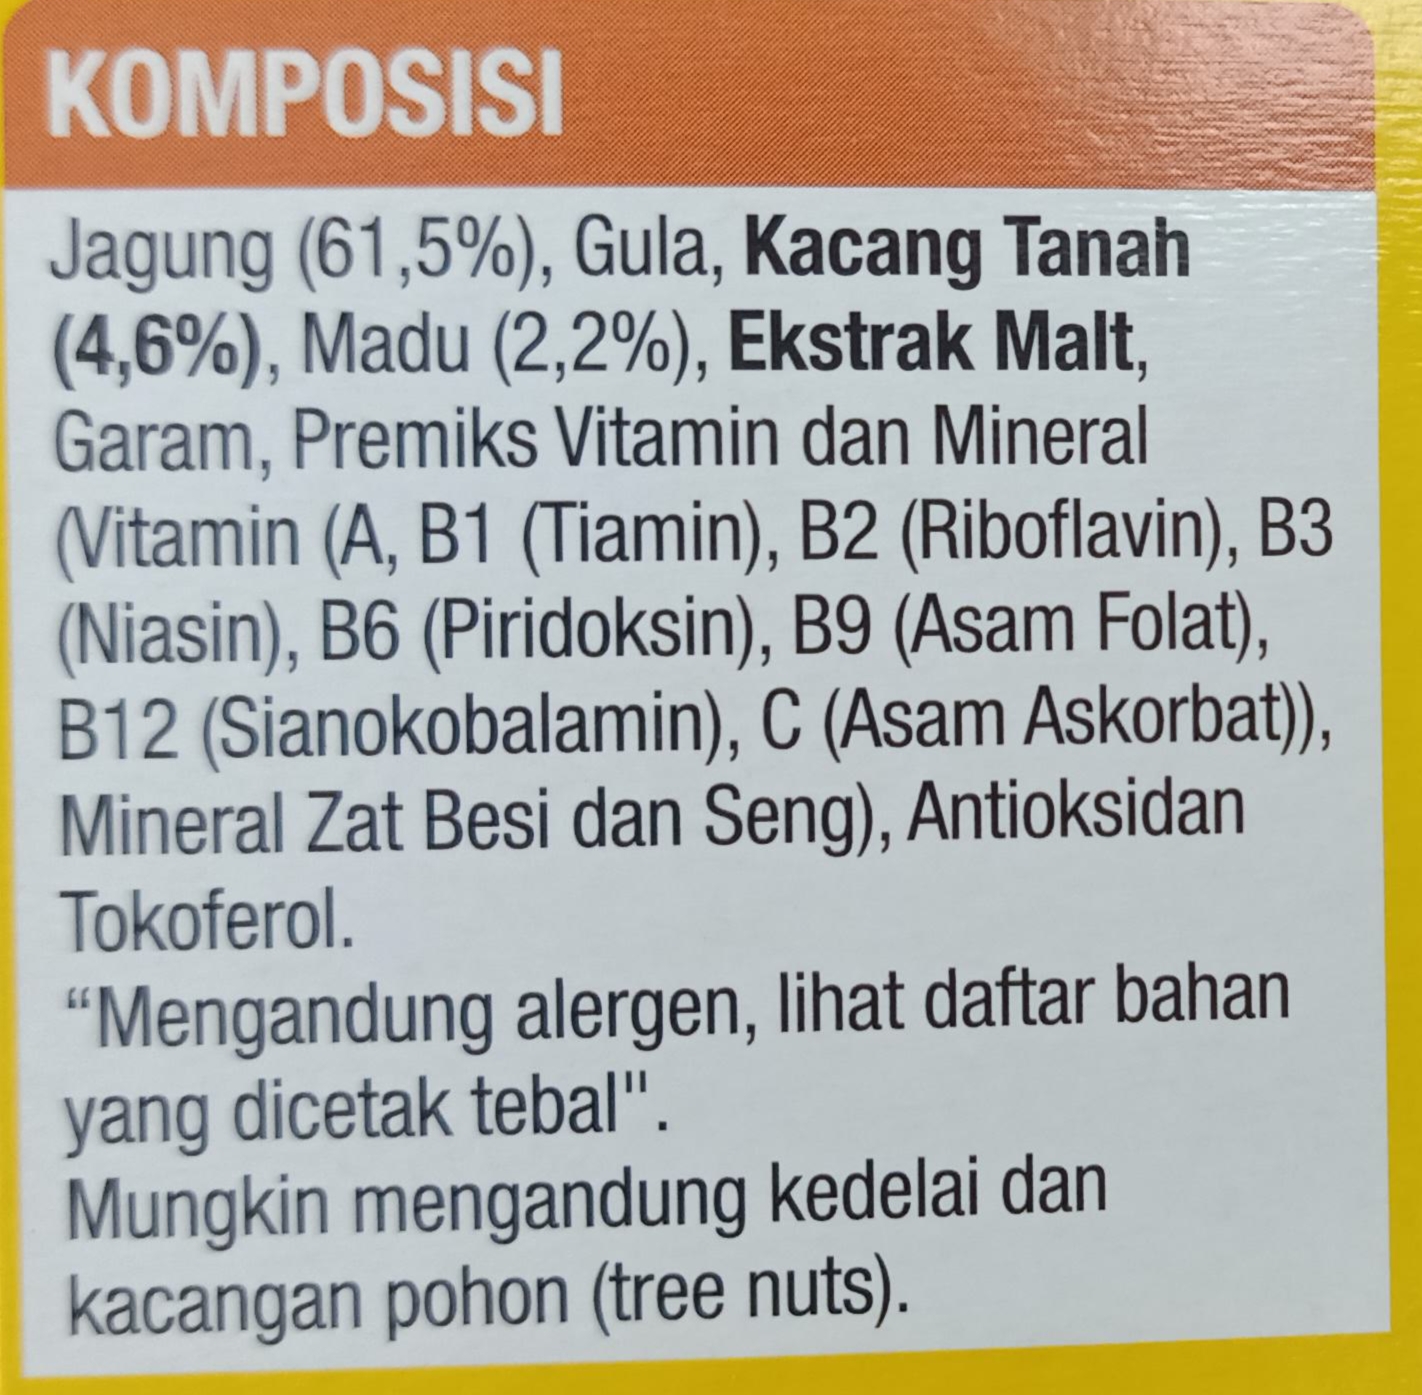 KOMPOSISI
Jagung (61,5%), Gula, Kacang Tanah
(4,6%), Madu (2,2%), Ekstrak Malt,
Garam, Premiks Vitamin dan Mineral
(Vitamin (A, B1 (Tiamin), B2 (Riboflavin), B3
(Niasin), B6 (Piridoksin), B9 (Asam Folat),
B12 (Sianokobalamin), C (Asam Askorbat)),
Mineral Zat Besi dan Seng), Antioksidan
Tokoferol.
“Mengandung alergen, lihat daftar bahan
yang dicetak tebal".
Mungkin mengandung kedelai dan
kacangan pohon (tree nuts).